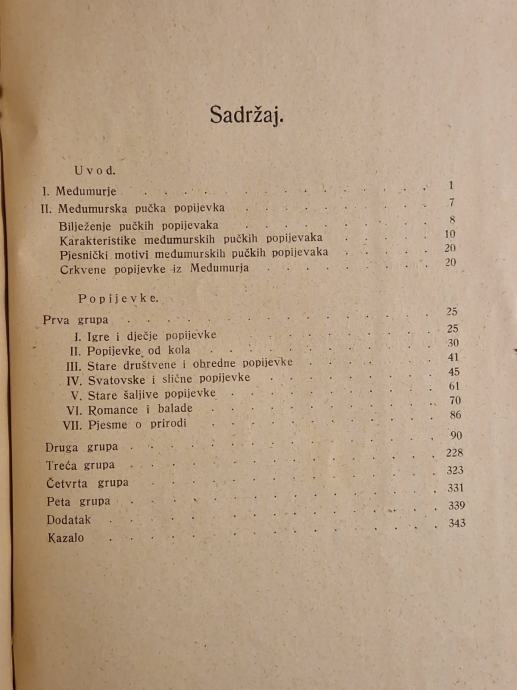 Sadržaj.
Uvod.
I. Međumurje . . . . . . . . . . . 1
II. Međumurska pučka popijevka . . . . . . . . 7
Bilježenje pučkih popijevaka . . . . . . . . 8
Karakteristike međumurskih pučkih popijevaka . . . . 10
Pjesnički motivi međumurskih pučkih popijevaka . . . . 20
Crkvene popijevke iz Međumurja . . . . . . . 20
Popijevke.
Prva grupa . . . . . . . . . . . 25
I. Igre i dječje popijevke . . . . . . . . 25
II. Popijevke od kola . . . . . . . . . 30
III. Stare društvene i obredne popijevke . . . . . 41
IV. Svatovske i slične popijevke . . . . . . . 45
V. Stare šaljive popijevke . . . . . . . . 61
VI. Romance i balade . . . . . . . . . 70
VII. Pjesme o prirodi . . . . . . . . . 86
Druga grupa . . . . . . . . . . . 90
Treća grupa . . . . . . . . . . . 228
Četvrta grupa . . . . . . . . . . . 323
Peta grupa . . . . . . . . . . . 331
Dodatak . . . . . . . . . . . . 339
Kazalo . . . . . . . . . . . . 343